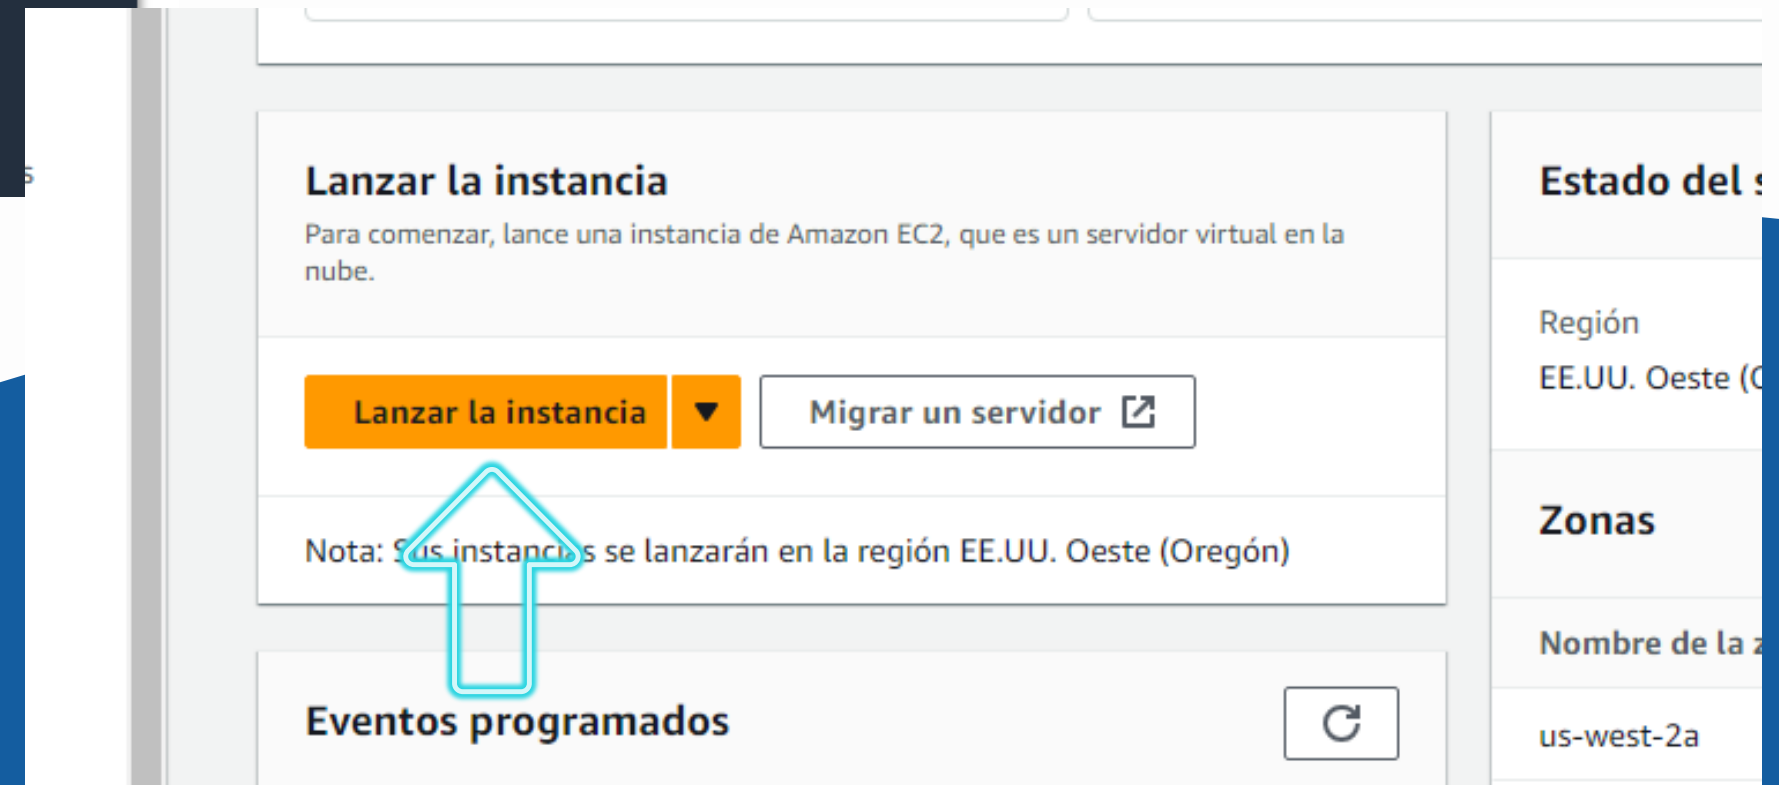 Lanzar la instancia
Para comenzar, lance una instancia de Amazon EC2, que es un servidor virtual en la
nube.
Lanzar la instancia
Migrar un servidor
Nota: Sus instancias se lanzarán en la región EE.UU. Oeste (Oregón)
Eventos programados
Estado del
Región
EE.UU. Oeste
Zonas
Nombre de la
us-west-2a